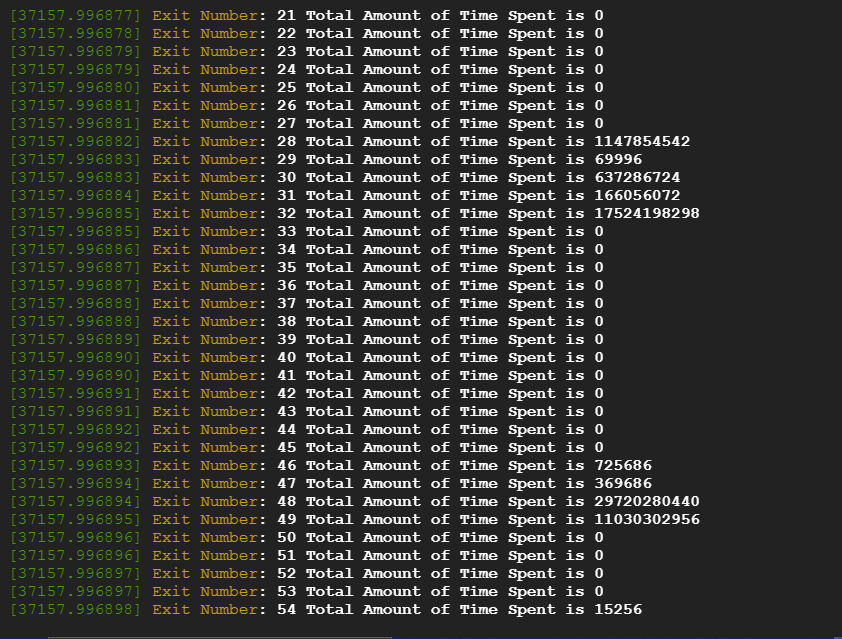 [37157.996877] Exit Number: 21 Total Amount of Time Spent is 0
[37157.996878] Exit Number: 22 Total Amount of Time Spent is 0
[37157.996879] Exit Number: 23 Total Amount of Time Spent is 0
[37157.996879] Exit Number: 24 Total Amount of Time Spent is 0
[37157.996880] Exit Number: 25 Total Amount of Time Spent is 0
[37157.996881] Exit Number: 26 Total Amount of Time Spent is 0
[37157.996881] Exit Number: 27 Total Amount of Time Spent is 0
[37157.996882] Exit Number: 28 Total Amount of Time Spent is 1147854542
[37157.996883] Exit Number: 29 Total Amount of Time Spent is 69996
[37157.996883] Exit Number: 30 Total Amount of Time Spent is 637286724
[37157.996884] Exit Number: 31 Total Amount of Time Spent is 166056072
[37157.996885] Exit Number: 32 Total Amount of Time Spent is 17524198298
[37157.996885] Exit Number: 33 Total Amount of Time Spent is 0
[37157.996886] Exit Number: 34 Total Amount of Time Spent is 0
[37157.996887] Exit Number: 35 Total Amount of Time Spent is 0
[37157.996887] Exit Number: 36 Total Amount of Time Spent is 0
[37157.996888] Exit Number: 37 Total Amount of Time Spent is 0
[37157.996888] Exit Number: 38 Total Amount of Time Spent is 0
[37157.996889] Exit Number: 39 Total Amount of Time Spent is 0
[37157.996890] Exit Number: 40 Total Amount of Time Spent is 0
[37157.996890] Exit Number: 41 Total Amount of Time Spent is 0
[37157.996891] Exit Number: 42 Total Amount of Time Spent is 0
[37157.996891] Exit Number: 43 Total Amount of Time Spent is 0
[37157.996892] Exit Number: 44 Total Amount of Time Spent is 0
[37157.996892] Exit Number: 45 Total Amount of Time Spent is 0
[37157.996893] Exit Number: 46 Total Amount of Time Spent is 725686
[37157.996894] Exit Number: 47 Total Amount of Time Spent is 369686
[37157.996894] Exit Number: 48 Total Amount of Time Spent is 29720280440
[37157.996895] Exit Number: 49 Total Amount of Time Spent is 11030302956
[37157.996896] Exit Number: 50 Total Amount of Time Spent is 0
[37157.996896] Exit Number: 51 Total Amount of Time Spent is 0
[37157.996897] Exit Number: 52 Total Amount of Time Spent is 0
[37157.996897] Exit Number: 53 Total Amount of Time Spent is 0
[37157.996898] Exit Number: 54 Total Amount of Time Spent is 15256